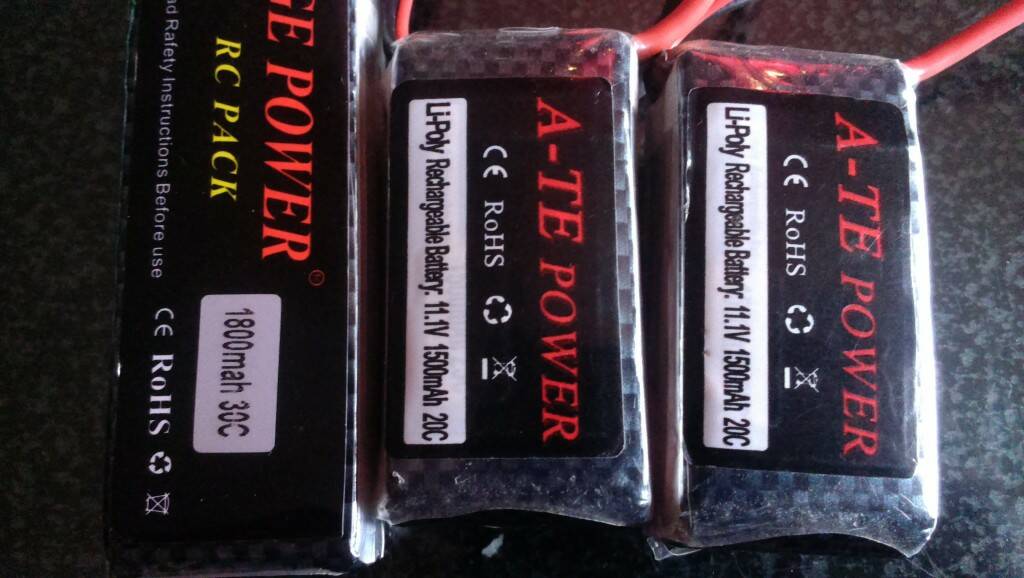 GE POWER®
RC PACK
ad Rafety Instructions Before use
1800mah 30C
CE RoHS
A-TE POWER
CE RoHS
Li-Poly Rechargeable Battery: 11.1V 1500mAh 20C
A-TE POWER
CE RoHS
Li-Poly Rechargeable Battery: 11.1V 1500mAh 20C